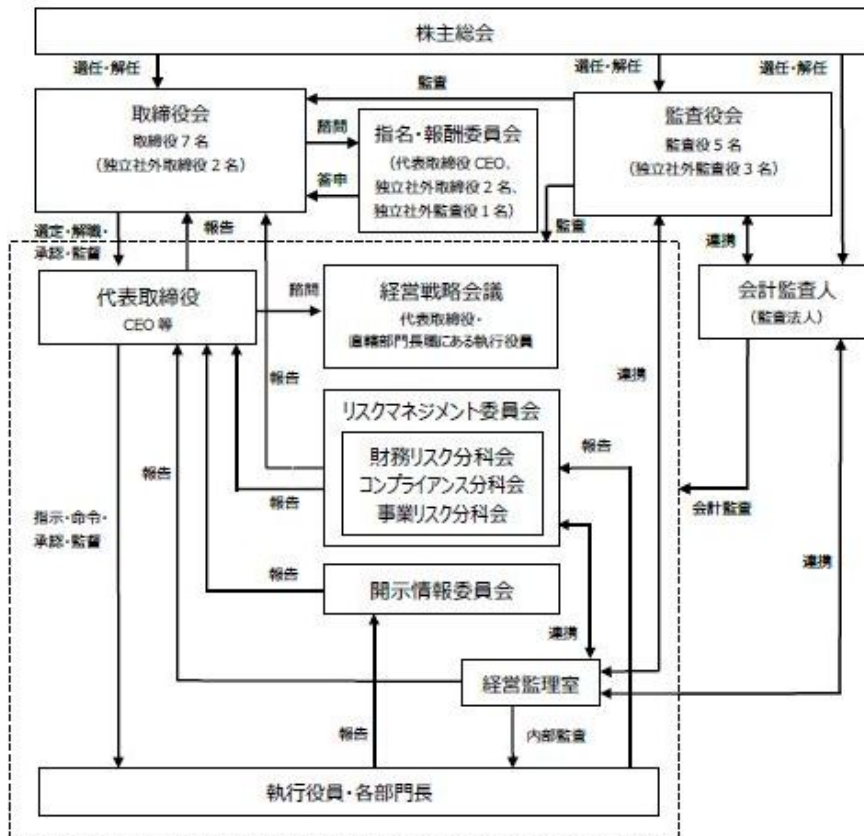 株主総会
選任・解任
選任・解任
選任・解任
監査
取締役会
取締役７名
（独立社外取締役２名）
諮問
答申
指名・報酬委員会
（代表取締役 CEO、
独立社外取締役２名、
独立社外監査役１名）
監査役会
監査役５名
（独立社外監査役３名）
選定・解職・
承認・監督
報告
監査
連携
代表取締役
CEO 等
諮問
経営戦略会議
代表取締役・
直轄部門長職にある執行役員
会計監査人
（監査法人）
報告
連携
リスクマネジメント委員会
財務リスク分科会
コンプライアンス分科会
事業リスク分科会
報告
報告
報告
会計監査
指示・命令・
承認・監督
報告
開示情報委員会
連携
連携
経営監理室
報告
内部監査
執行役員・各部門長